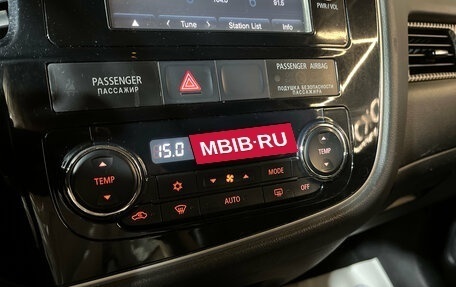 PWR / VOL
Tune
Station List
Info
PASSENGER
ПАССАЖИР
PASSENGER AIRBAG
ПОДУШКА БЕЗОПАСНОСТИ
ПАССАЖИРА
15.0
MBIB·RU
TEMP
MODE
TEMP
AUTO
OFF